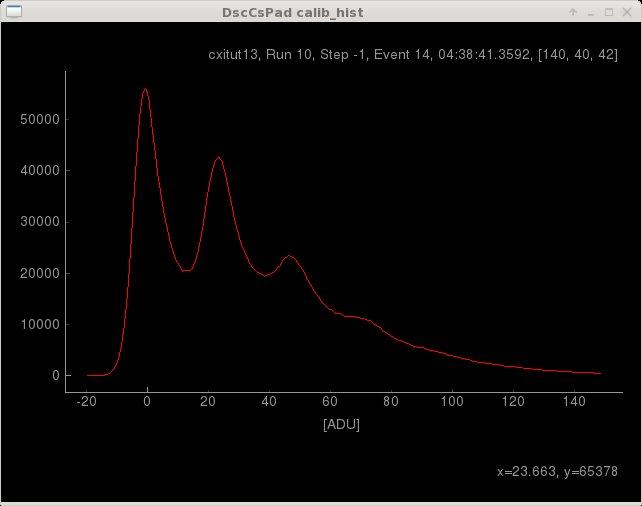 DscCsPad calib_hist
cxitut13, Run 10, Step -1, Event 14, 04:38:41.3592, [140, 40, 42]
50000
40000
30000
20000
10000
0
-20 0 20 40 60 80 100 120 140
[ADU]
x=23.663, y=65378